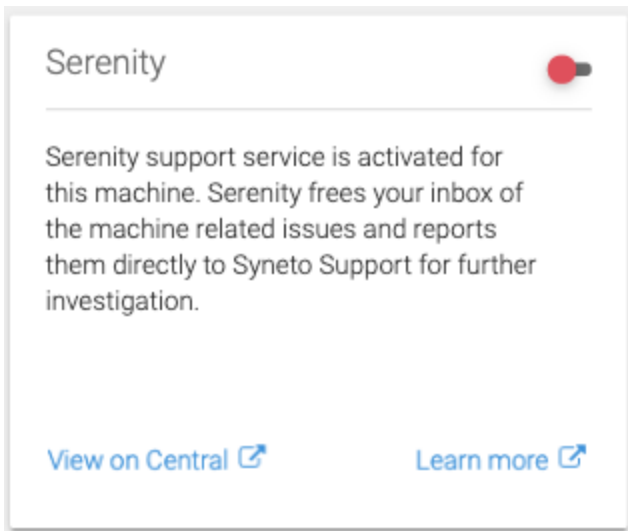 Serenity
Serenity support service is activated for
this machine. Serenity frees your inbox of
the machine related issues and reports
them directly to Syneto Support for further
investigation.
View on Central
Learn more